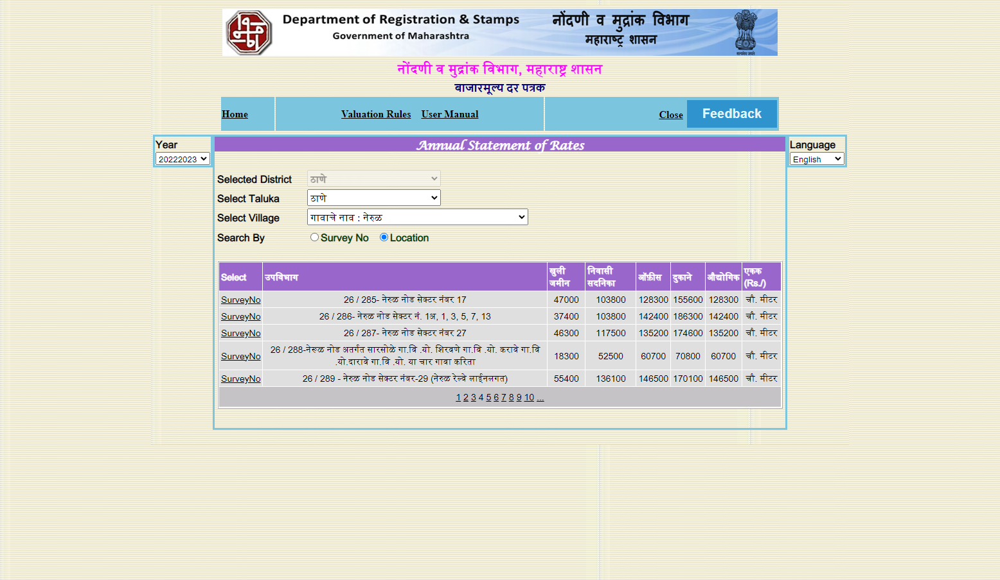 Department of Registration & Stamps
Government of Maharashtra
नोंदणी व मुद्रांक विभाग
महाराष्ट्र शासन
सत्यमेव जयते
नोंदणी व मुद्रांक विभाग, महाराष्ट्र शासन
बाजारमूल्य दर पत्रक
Home Valuation Rules User Manual Close Feedback
Year
20222023
Annual Statement of Rates
Language
English
Selected District ठाणे
Select Taluka ठाणे
Select Village गावाचे नाव : नेरुळ
Search By Survey No Location
Select उपविभाग खुली जमीन निवासी सदनिका ऑफ़ीस दुकाने औद्योगिक एकक (Rs./)
SurveyNo 26 / 285- नेरुळ नोड सेक्टर नंबर 17 47000 103800 128300 155600 128300 चौ. मीटर
SurveyNo 26 / 286- नेरुळ नोड सेक्टर नं. 1अ, 1, 3, 5, 7, 13 37400 103800 142400 186300 142400 चौ. मीटर
SurveyNo 26 / 287- नेरुळ नोड सेक्टर नंबर 27 46300 117500 135200 174600 135200 चौ. मीटर
SurveyNo 26 / 288-नेरूळ नोड अतर्गत सारसोळे गा.वि .यो. शिरवणे गा.वि .यो. करावे गा.वि .यो.दारावे गा.वि .यो. या चार गावा करिता 18300 52500 60700 70800 60700 चौ. मीटर
SurveyNo 26 / 289 - नेरुळ नोड सेक्टर नंबर-29 (नेरुळ रेल्वे लाईनलगत) 55400 136100 146500 170100 146500 चौ. मीटर
1 2 3 4 5 6 7 8 9 10 ...